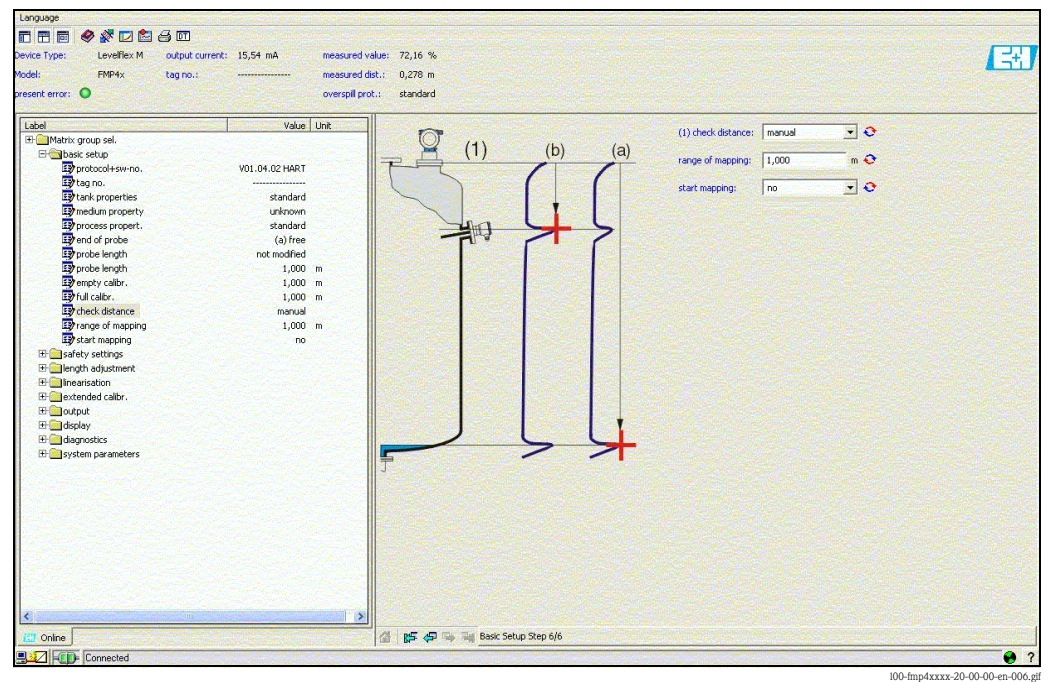 Language
Device Type: Levelflex M output current: 15,54 mA measured value: 72,16 %
Model: FMP4x tag no.: ---------------- measured dist.: 0,278 m
present error: overspill prot.: standard
E+H
Label Value Unit
Matrix group sel.
basic setup
protocol+sw-no. V01.04.02 HART
tag no. ----------------
tank properties standard
medium property unknown
process propert. standard
end of probe (a) free
probe length not modified
probe length 1,000 m
empty calibr. 1,000 m
full calibr. 1,000 m
check distance manual
range of mapping 1,000 m
start mapping no
safety settings
length adjustment
linearisation
extended calibr.
output
display
diagnostics
system parameters
(1) (b) (a)
(1) check distance: manual
range of mapping: 1,000 m
start mapping: no
Online
Basic Setup Step 6/6
Connected
?
l00-fmp4xxxx-20-00-00-en-006.gif